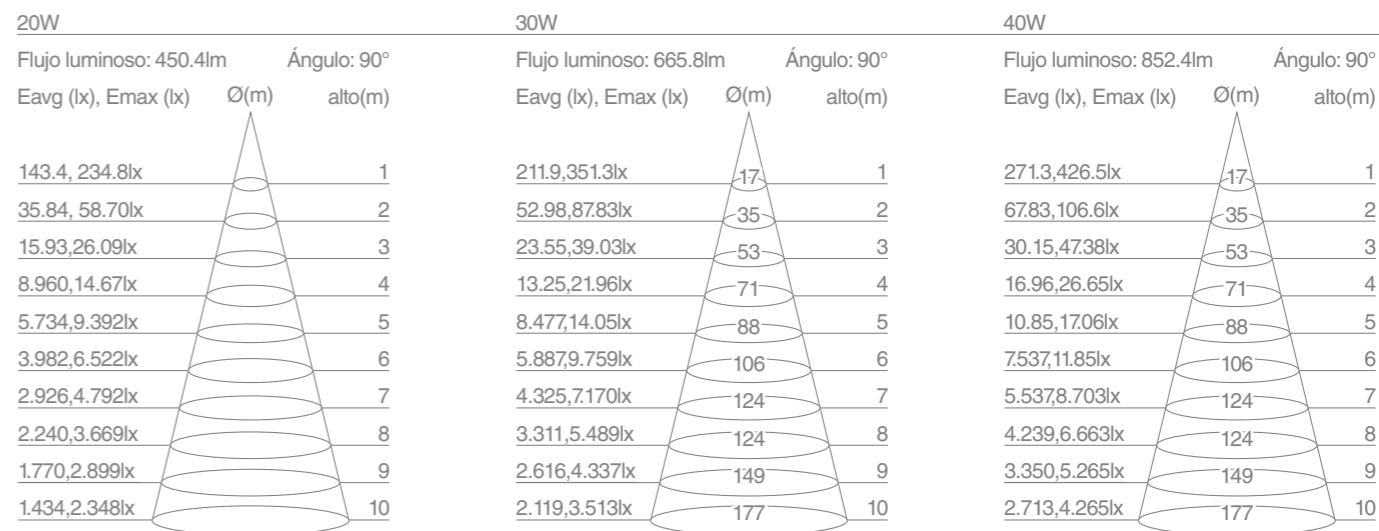 20W
Flujo luminoso: 450.4lm Ángulo: 90°
Eavg (lx), Emax (lx) Ø(m) alto(m)
143.4, 234.8lx 1
35.84, 58.70lx 2
15.93,26.09lx 3
8.960,14.67lx 4
5.734,9.392lx 5
3.982,6.522lx 6
2.926,4.792lx 7
2.240,3.669lx 8
1.770,2.899lx 9
1.434,2.348lx 10
30W
Flujo luminoso: 665.8lm Ángulo: 90°
Eavg (lx), Emax (lx) Ø(m) alto(m)
211.9,351.3lx 17 1
52.98,87.83lx 35 2
23.55,39.03lx 53 3
13.25,21.96lx 71 4
8.477,14.05lx 88 5
5.887,9.759lx 106 6
4.325,7.170lx 124 7
3.311,5.489lx 124 8
2.616,4.337lx 149 9
2.119,3.513lx 177 10
40W
Flujo luminoso: 852.4lm Ángulo: 90°
Eavg (lx), Emax (lx) Ø(m) alto(m)
271.3,426.5lx 17 1
67.83,106.6lx 35 2
30.15,47.38lx 53 3
16.96,26.65lx 71 4
10.85,17.06lx 88 5
7.537,11.85lx 106 6
5.537,8.703lx 124 7
4.239,6.663lx 124 8
3.350,5.265lx 149 9
2.713,4.265lx 177 10